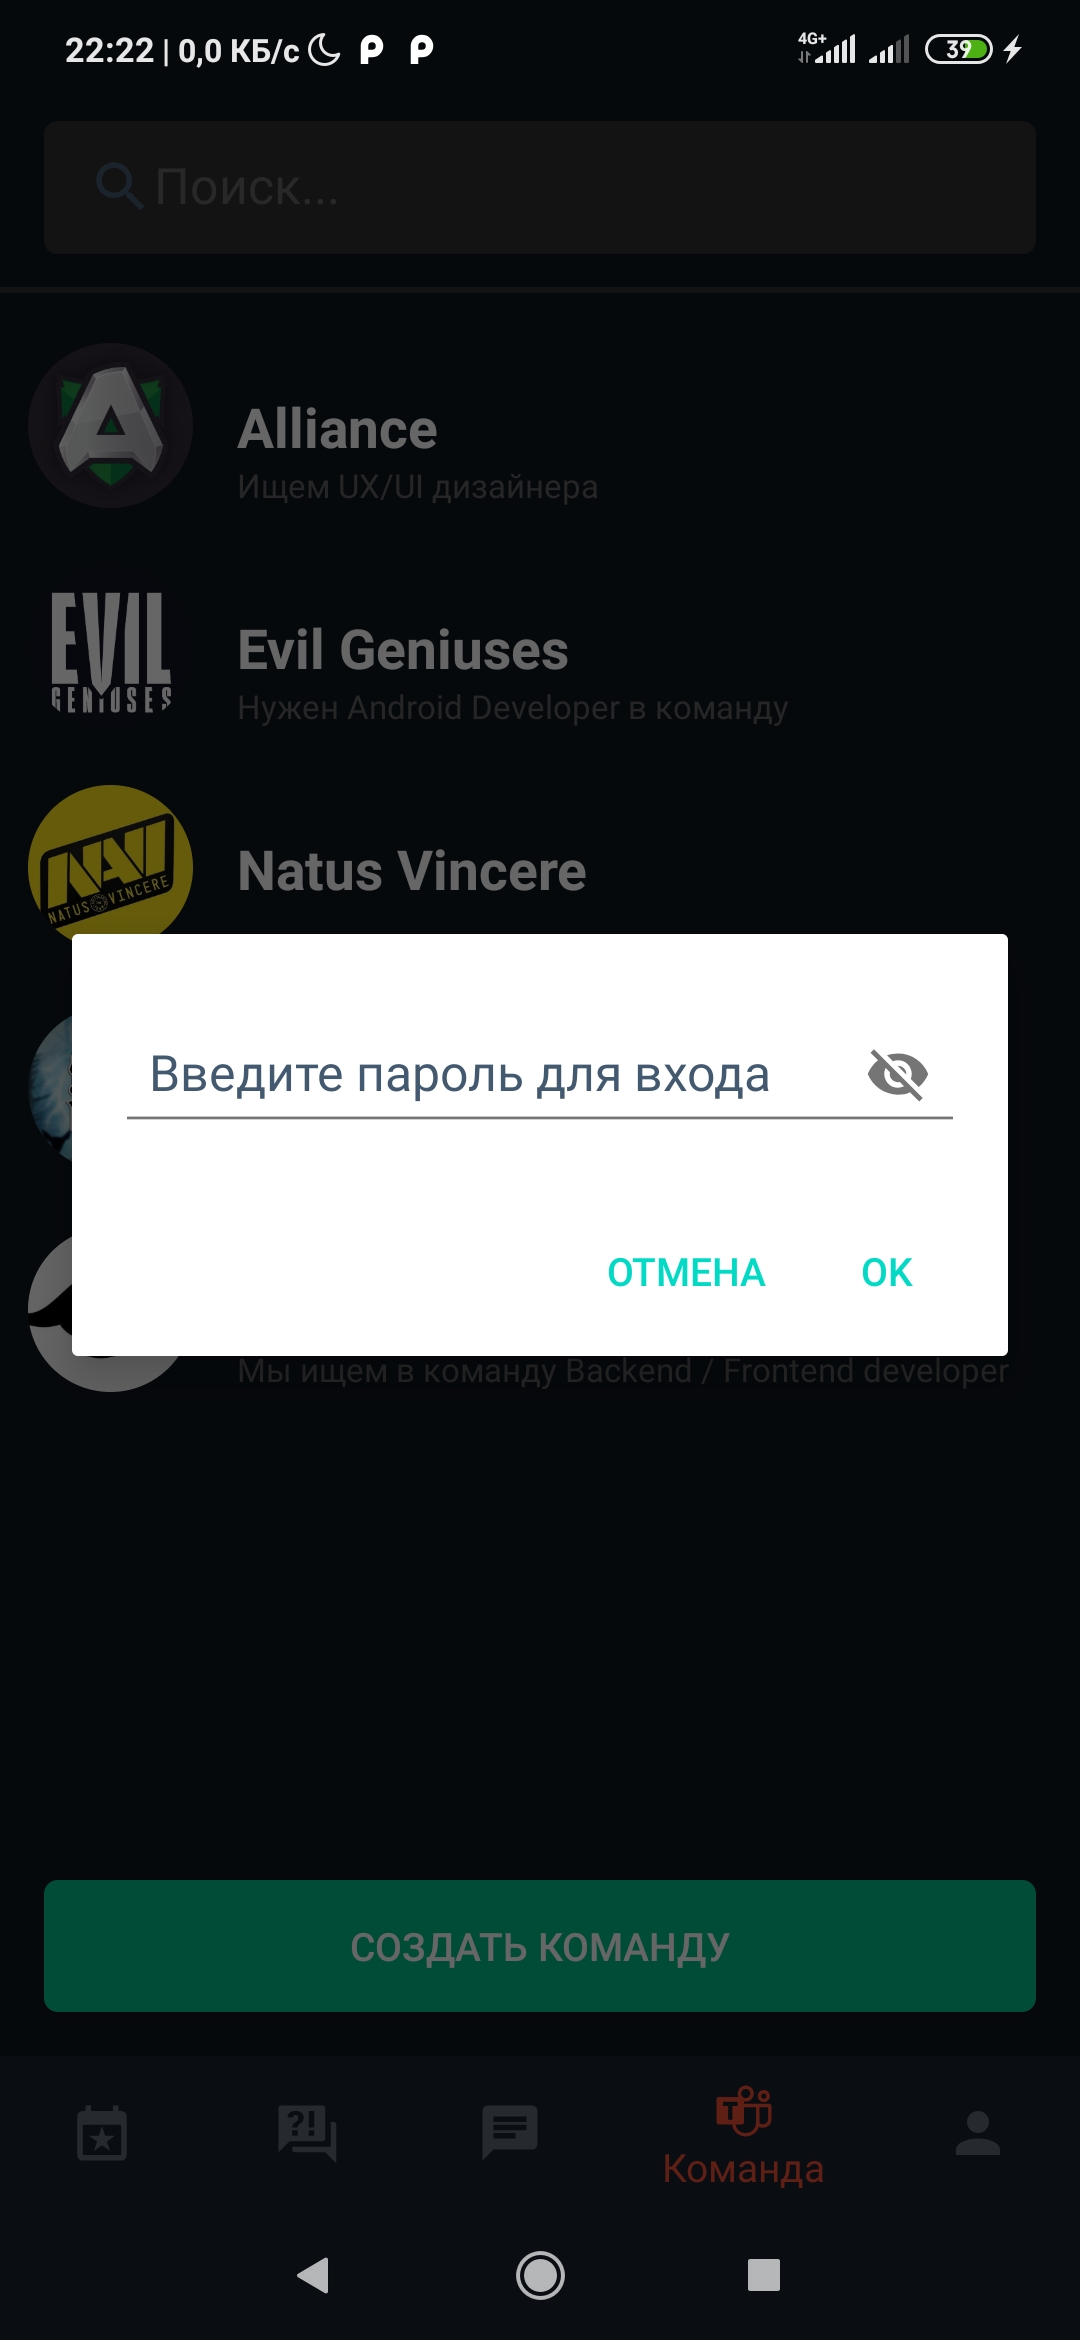 22:22 | 0,0 КБ/с
4G+
39
Поиск...
Alliance
Ищем UX/UI дизайнера
EVIL
GENIUSES
Evil Geniuses
Нужен Android Developer в команду
NAVI
NATUS VINCERE
Natus Vincere
Введите пароль для входа
ОТМЕНА
OK
Мы ищем в команду Backend / Frontend developer
СОЗДАТЬ КОМАНДУ
Команда